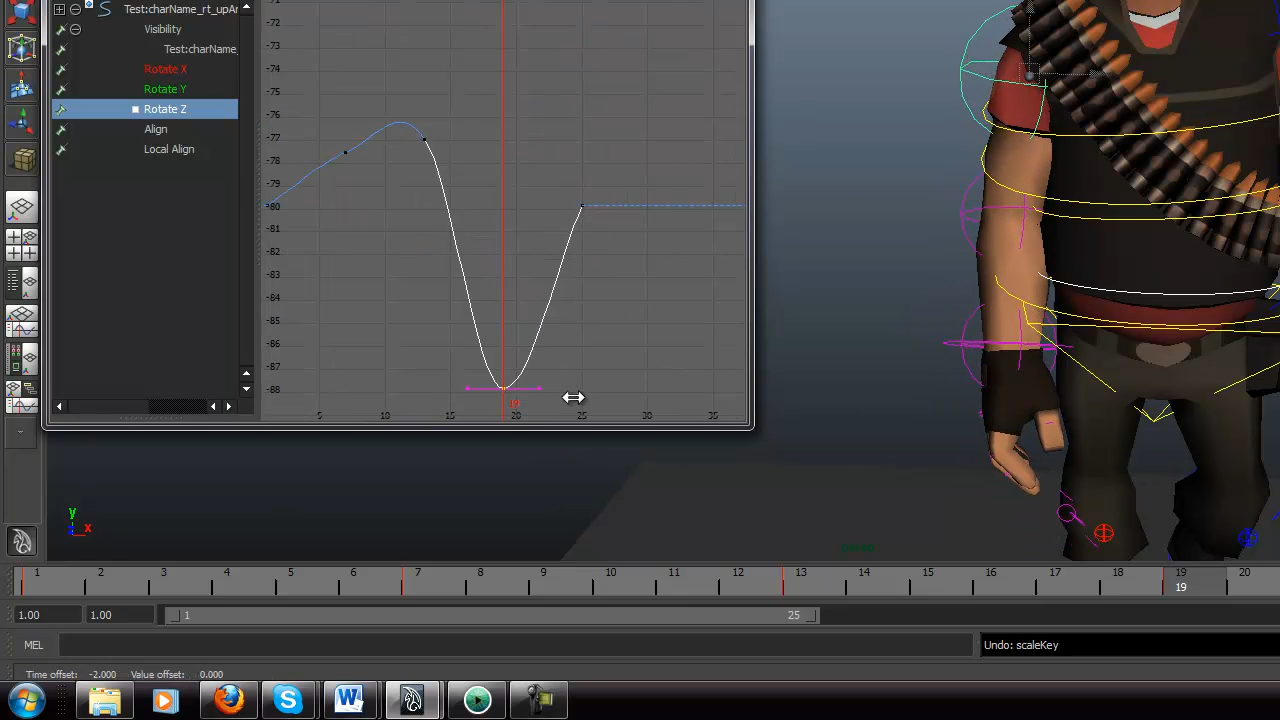 Test:charName_rt_upAr
Visibility
Test:charName_
Rotate X
Rotate Y
Rotate Z
Align
Local Align
-72
-73
-74
-75
-76
-77
-78
-79
-80
-81
-82
-83
-84
-85
-86
-87
-88
19
5 10 15 20 25 30 35
y
z x
persp
1 2 3 4 5 6 7 8 9 10 11 12 13 14 15 16 17 18 19 20
19
1.00 1.00 1 25
MEL
Undo: scaleKey
Time offset: -2.000 Value offset: 0.000